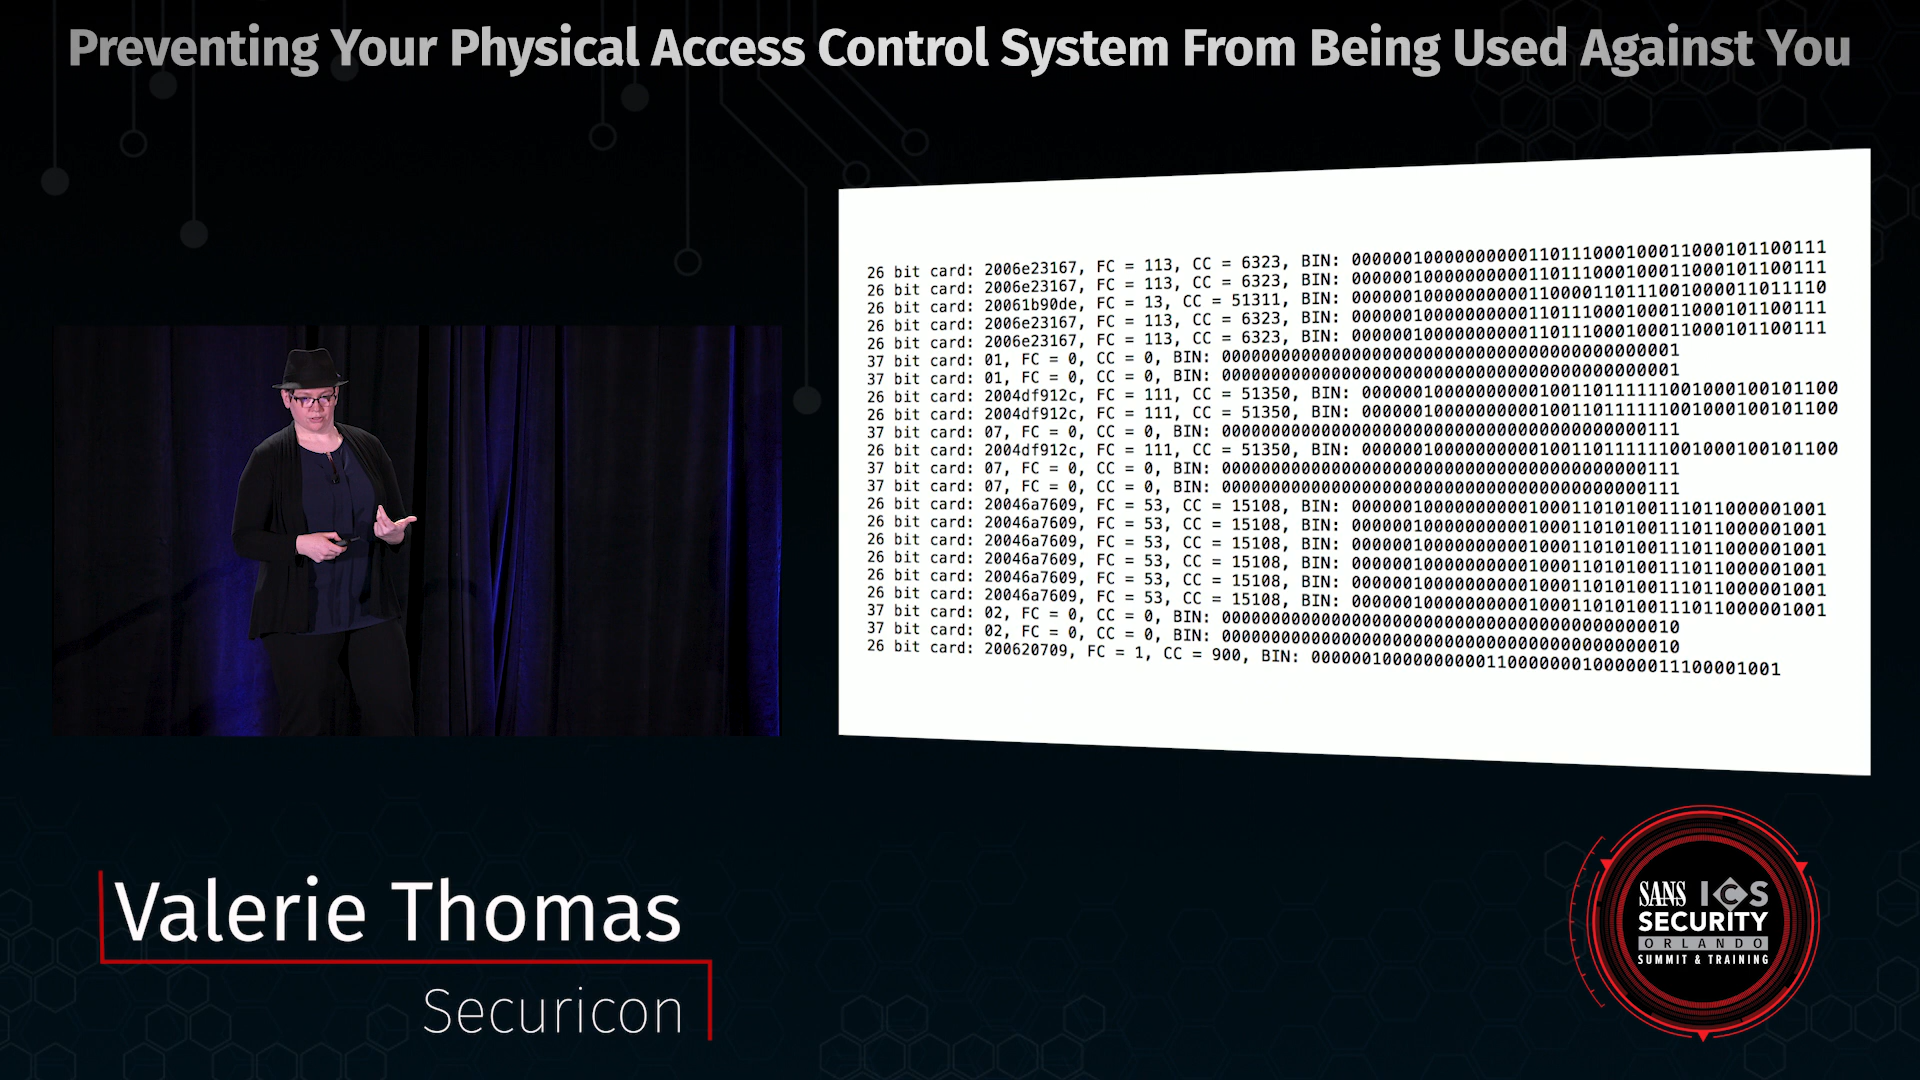 Preventing Your Physical Access Control System From Being Used Against You
26 bit card: 2006e23167, FC = 113, CC = 6323, BIN: 00000010000000000110111000100011000101100111
26 bit card: 2006e23167, FC = 113, CC = 6323, BIN: 00000010000000000110111000100011000101100111
26 bit card: 20061b90de, FC = 13, CC = 51311, BIN: 00000010000000000110000110111001000011011110
26 bit card: 2006e23167, FC = 113, CC = 6323, BIN: 00000010000000000110111000100011000101100111
26 bit card: 2006e23167, FC = 113, CC = 6323, BIN: 00000010000000000110111000100011000101100111
37 bit card: 01, FC = 0, CC = 0, BIN: 00000000000000000000000000000000000000000001
37 bit card: 01, FC = 0, CC = 0, BIN: 00000000000000000000000000000000000000000001
26 bit card: 2004df912c, FC = 111, CC = 51350, BIN: 00000010000000000100110111111001000100101100
26 bit card: 2004df912c, FC = 111, CC = 51350, BIN: 00000010000000000100110111111001000100101100
37 bit card: 07, FC = 0, CC = 0, BIN: 00000000000000000000000000000000000000000111
26 bit card: 2004df912c, FC = 111, CC = 51350, BIN: 00000010000000000100110111111001000100101100
37 bit card: 07, FC = 0, CC = 0, BIN: 00000000000000000000000000000000000000000111
37 bit card: 07, FC = 0, CC = 0, BIN: 00000000000000000000000000000000000000000111
26 bit card: 20046a7609, FC = 53, CC = 15108, BIN: 00000010000000000100011010100111011000001001
26 bit card: 20046a7609, FC = 53, CC = 15108, BIN: 00000010000000000100011010100111011000001001
26 bit card: 20046a7609, FC = 53, CC = 15108, BIN: 00000010000000000100011010100111011000001001
26 bit card: 20046a7609, FC = 53, CC = 15108, BIN: 00000010000000000100011010100111011000001001
26 bit card: 20046a7609, FC = 53, CC = 15108, BIN: 00000010000000000100011010100111011000001001
26 bit card: 20046a7609, FC = 53, CC = 15108, BIN: 00000010000000000100011010100111011000001001
37 bit card: 02, FC = 0, CC = 0, BIN: 00000000000000000000000000000000000000000010
37 bit card: 02, FC = 0, CC = 0, BIN: 00000000000000000000000000000000000000000010
26 bit card: 200620709, FC = 1, CC = 900, BIN: 00000010000000000110000000100000011100001001
Valerie Thomas
Securicon
SANS ICS
SECURITY
ORLANDO
SUMMIT & TRAINING